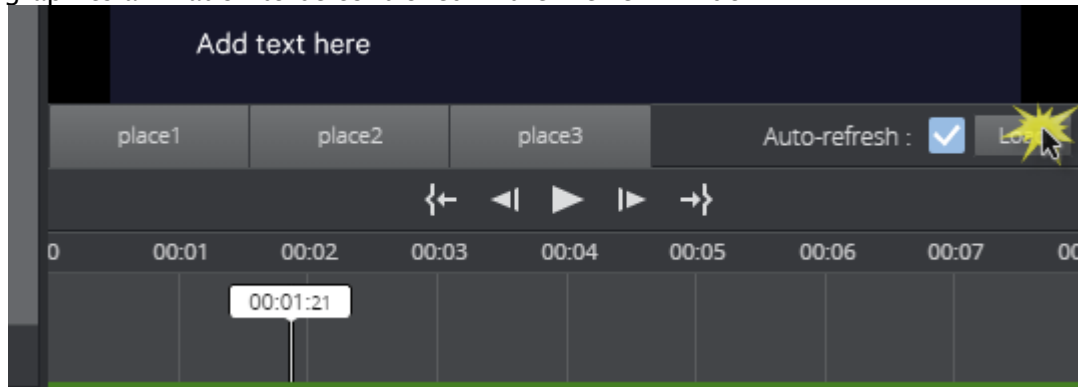 Add text here
place1 place2 place3 Auto-refresh :
00:01 00:02 00:03 00:04 00:05 00:06 00:07
00:01:21